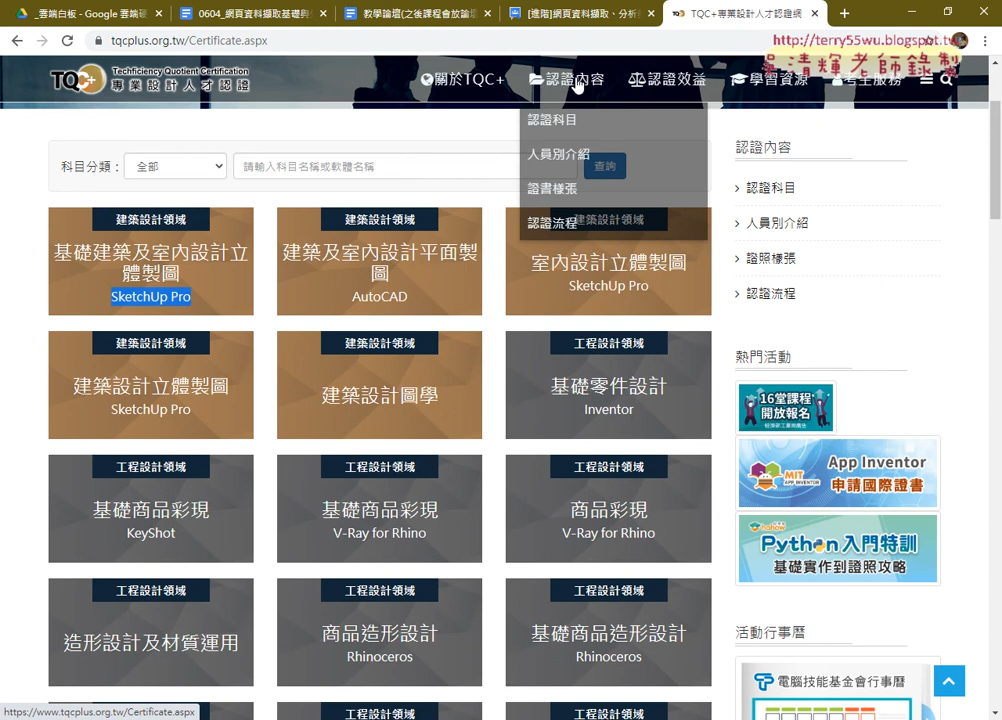 _雲端白板 - Google 雲端硬
0604_網頁資料擷取基礎與
教學論壇(之後課程會放論壇
[進階]網頁資料擷取、分析
TQC+專業設計人才認證網
tqcplus.org.tw/Certificate.aspx
http://terry55wu.blogspot.tw
吳清輝老師錄製
TQC+
Techficiency Quotient Certification
專業設計人才認證
關於TQC+
認證內容
認證效益
學習資源
考生服務
認證科目
人員別介紹
證書樣張
認證流程
科目分類：
全部
請輸入科目名稱或軟體名稱
查詢
建築設計領域
基礎建築及室內設計立體製圖
SketchUp Pro
建築設計領域
建築及室內設計平面製圖
AutoCAD
建築設計領域
室內設計立體製圖
SketchUp Pro
建築設計領域
建築設計立體製圖
SketchUp Pro
建築設計領域
建築設計圖學
工程設計領域
基礎零件設計
Inventor
工程設計領域
基礎商品彩現
KeyShot
工程設計領域
基礎商品彩現
V-Ray for Rhino
工程設計領域
商品彩現
V-Ray for Rhino
工程設計領域
造形設計及材質運用
工程設計領域
商品造形設計
Rhinoceros
工程設計領域
基礎商品造形設計
Rhinoceros
工程設計領域
工程設計領域
工程設計領域
認證內容
認證科目
人員別介紹
證照樣張
認證流程
熱門活動
16堂課程
開放報名
MIT
APP INVENTOR
App Inventor
申請國際證書
hahow
Python入門特訓
基礎實作到證照攻略
活動行事曆
電腦技能基金會行事曆
https://www.tqcplus.org.tw/Certificate.aspx